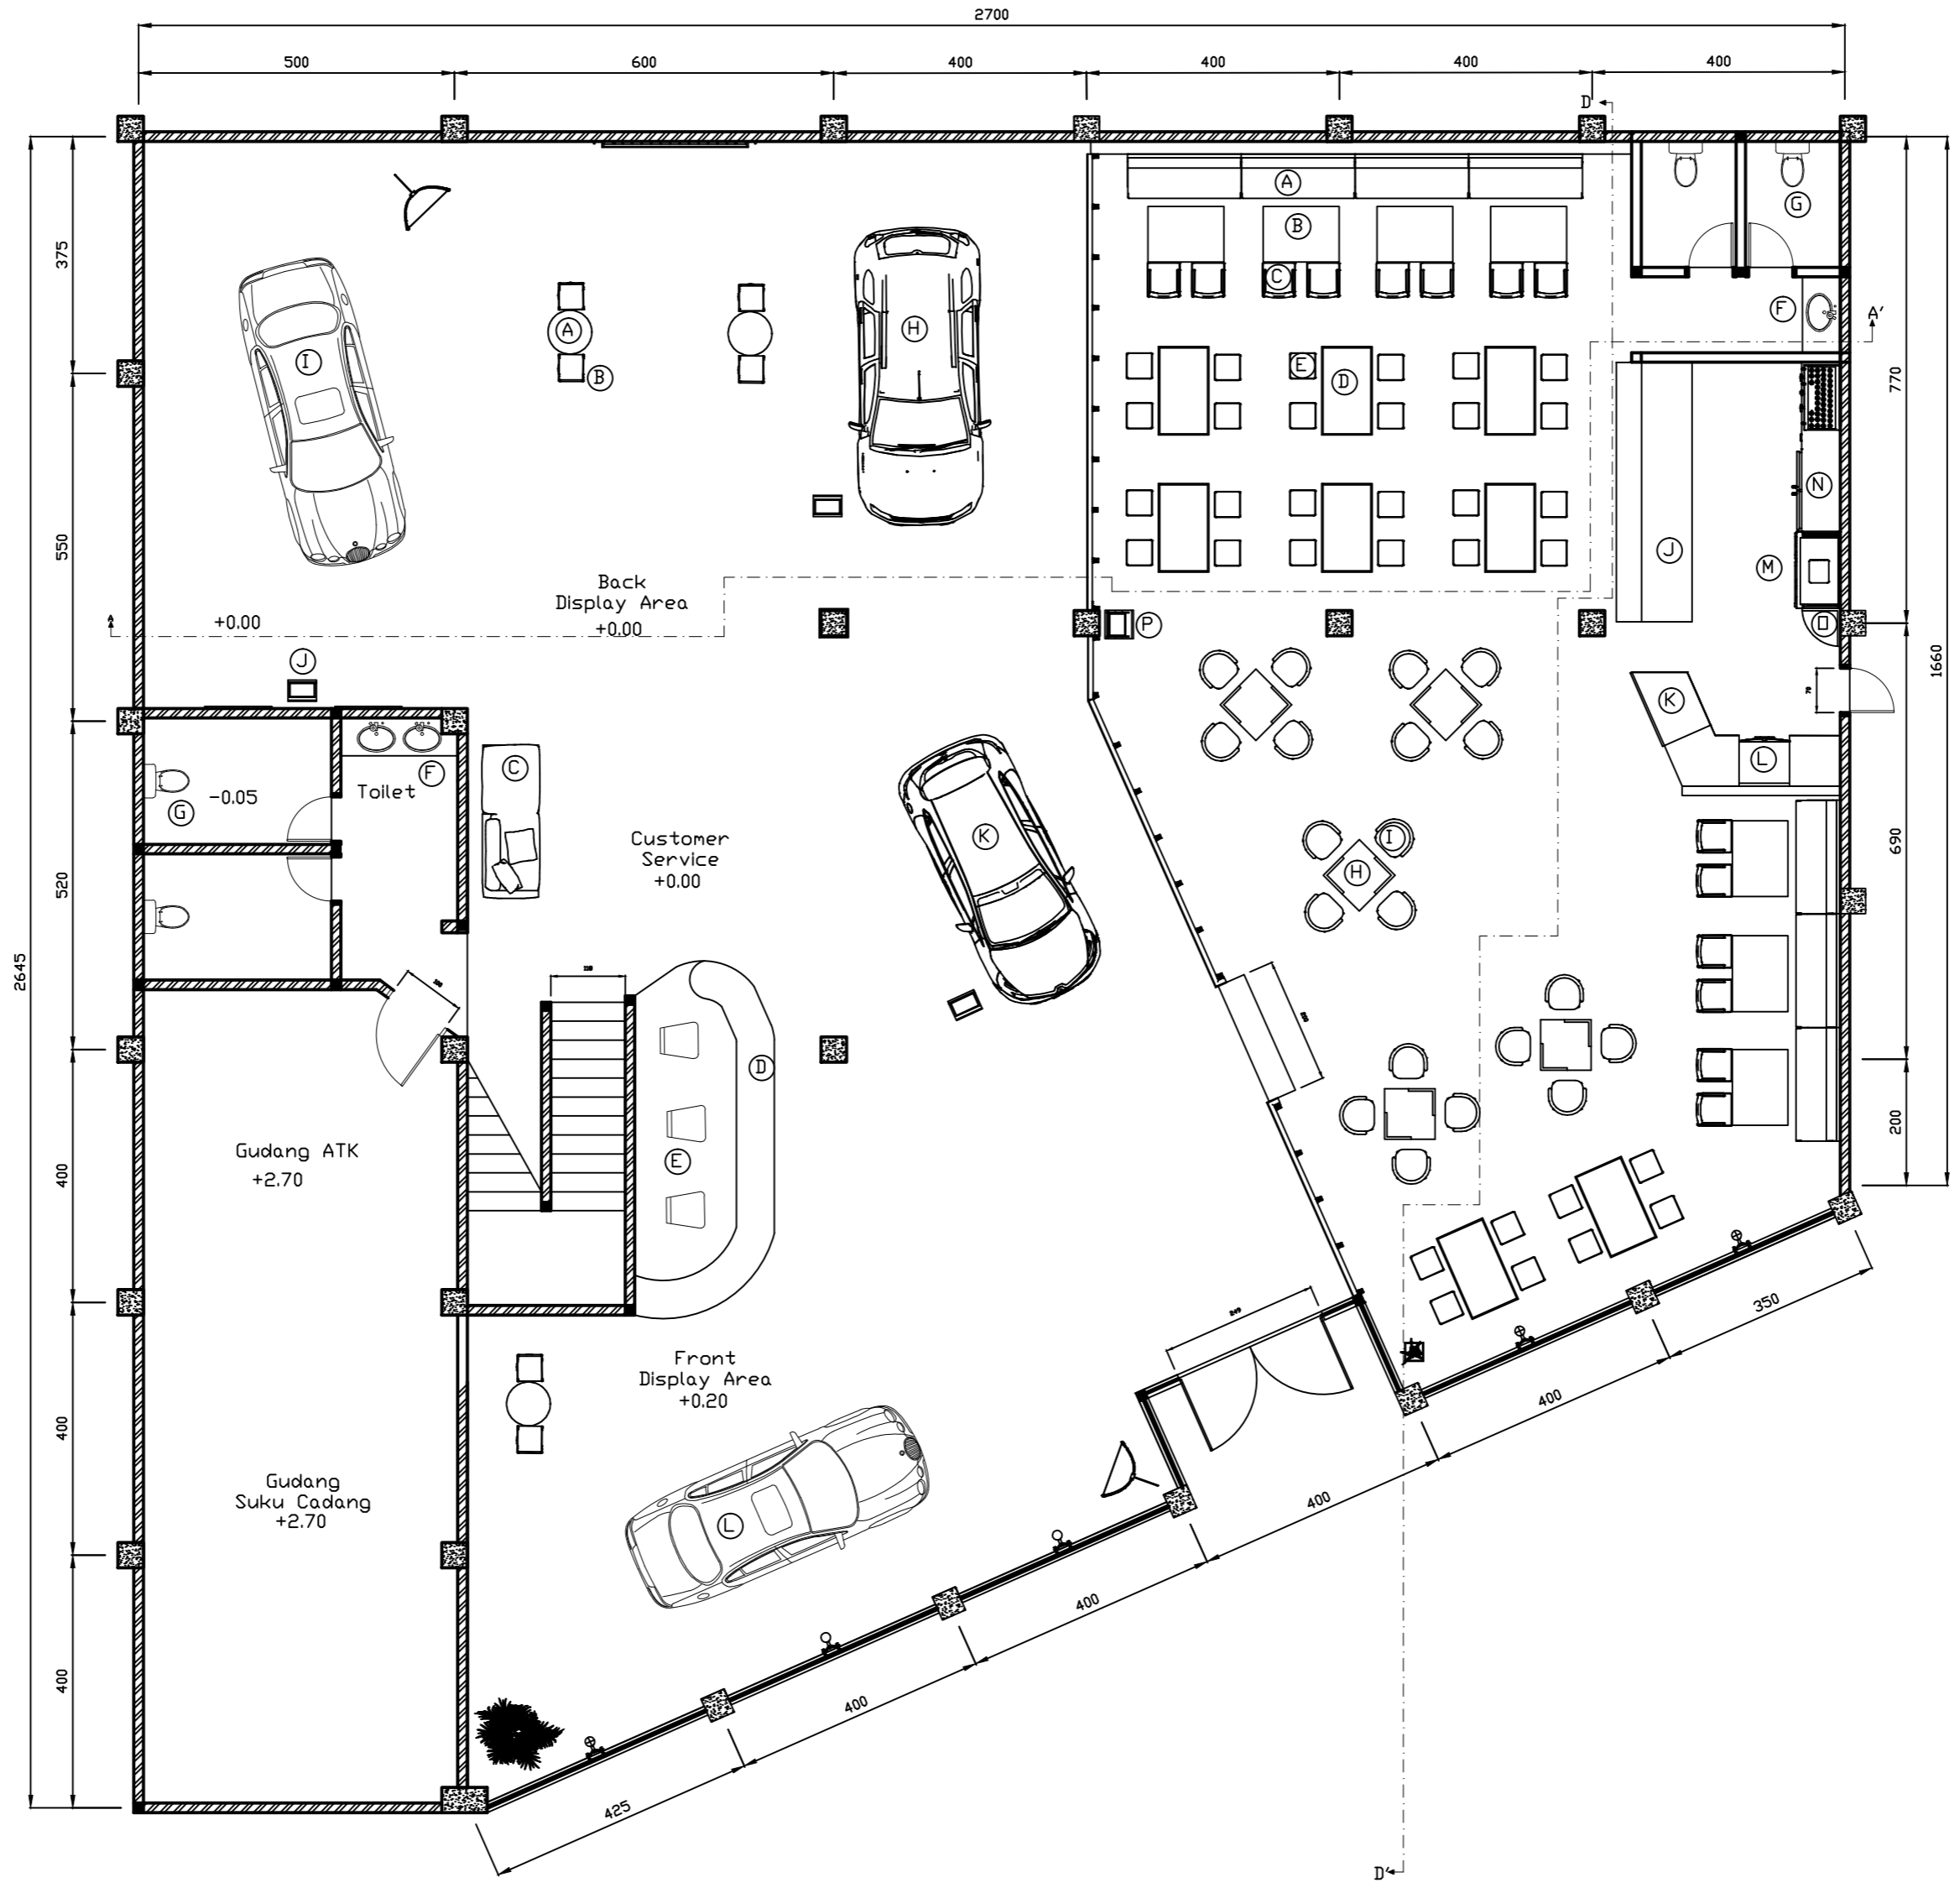 2700
500
600
400
400
400
400
D
A
G
B
C
I
A
B
H
F
A'
E
D
N
375
550
770
1660
J
M
Back
Display Area
+0.00
+0.00
A
O
P
J
K
L
C
F
Toilet
G
-0.05
Customer
Service
+0.00
K
I
H
690
2645
520
D
E
Gudang ATK
+2.70
400
200
Front
Display Area
+0.20
350
400
400
L
400
Gudang
Suku Cadang
+2.70
400
400
400
425
D'